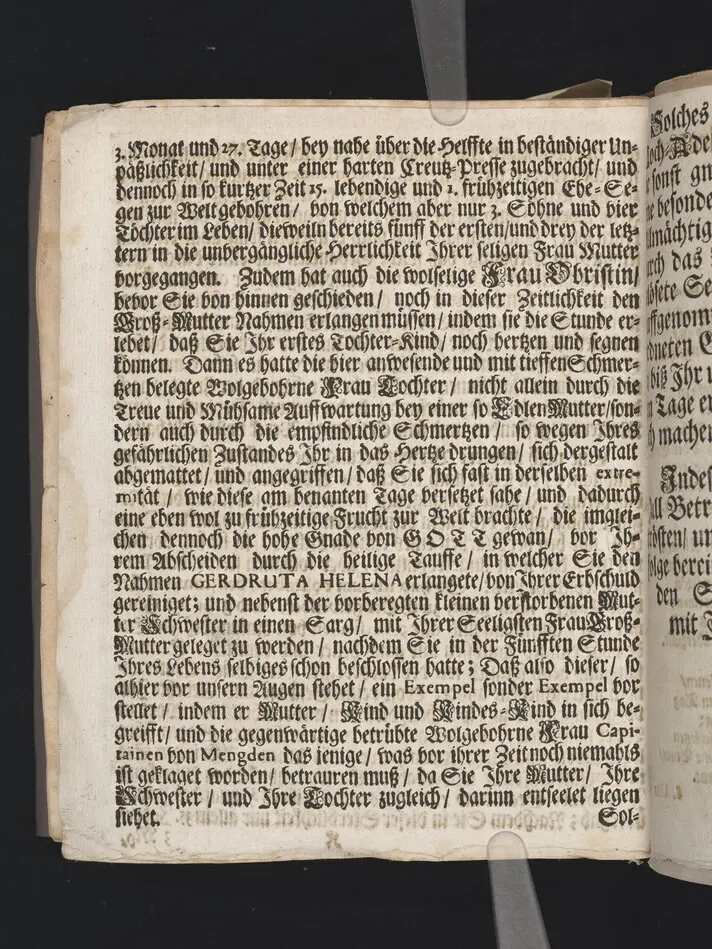 3. Monat und 27. Tage / bey nahe über die Helffte in beständiger Un-
päßlichkeit / und unter einer harten Creutz-Presse zugebracht / und
dennoch in so kurtzer Zeit 15. lebendige und 1. frühzeitigen Ehe-Se-
gen zur Welt gebohren / von welchem aber nur 3. Söhne und vier
Töchter im Leben / dieweiln bereits fünff der ersten / und drey der letz-
tern in die unvergängliche Herrlichkeit Ihrer seligen Frau Mutter
vorgegangen. Zudem hat auch die wolselige Frau Obristin /
bevor Sie von hinnen geschieden / noch in dieser Zeitlichkeit den
Groß-Mutter Nahmen erlangen müssen / indem sie die Stunde er-
lebet / daß Sie Ihr erstes Tochter-Kind / noch hertzen und segnen
können. Dann es hatte die hier anwesende und mit tieffen Schmer-
tzen belegte Wolgebohrne Frau Tochter / nicht allein durch die
Treue und Mühsame Auffwartung bey einer so Edlen Mutter / son-
dern auch durch die empfindliche Schmertzen / so wegen Ihres
gefährlichen Zustandes Ihr in das Hertze drungen / sich dergestalt
abgemattet / und angegriffen / daß Sie sich fast in derselben extre-
mität / wie diese am benanten Tage versetzet sahe / und dadurch
eine eben wol zu frühzeitige Frucht zur Welt brachte / die imglei-
chen dennoch die hohe Gnade von GOTT gewan / vor Ih-
rem Abscheiden durch die heilige Tauffe / in welcher Sie den
Nahmen GERDRUTA HELENA erlangete / von Ihrer Erbschuld
gereiniget; und nebenst der vorberegten kleinen verstorbenen Mut-
ter Schwester in einen Sarg / mit Ihrer Seeligsten Frau Groß-
Mutter geleget zu werden / nachdem Sie in der Fünfften Stunde
Ihres Lebens selbiges schon beschlossen hatte; Daß also dieser / so
alhier vor unsern Augen stehet / ein Exempel sonder Exempel vor
stellet / indem er Mutter / Kind und Kindes-Kind in sich be-
greifft / und die gegenwärtige betrübte Wolgebohrne Frau Capi-
tainen von Mengden das jenige / was vor ihrer Zeit noch niemahls
ist geklaget worden / betrauren muß / da Sie Ihre Mutter / Ihre
Schwester / und Ihre Tochter zugleich / darinn entseelet liegen
siehet.
Sol-
Solches
sonst
besonde
das
Ihr
Tage
machen
Indes
Betr
und
den
mit